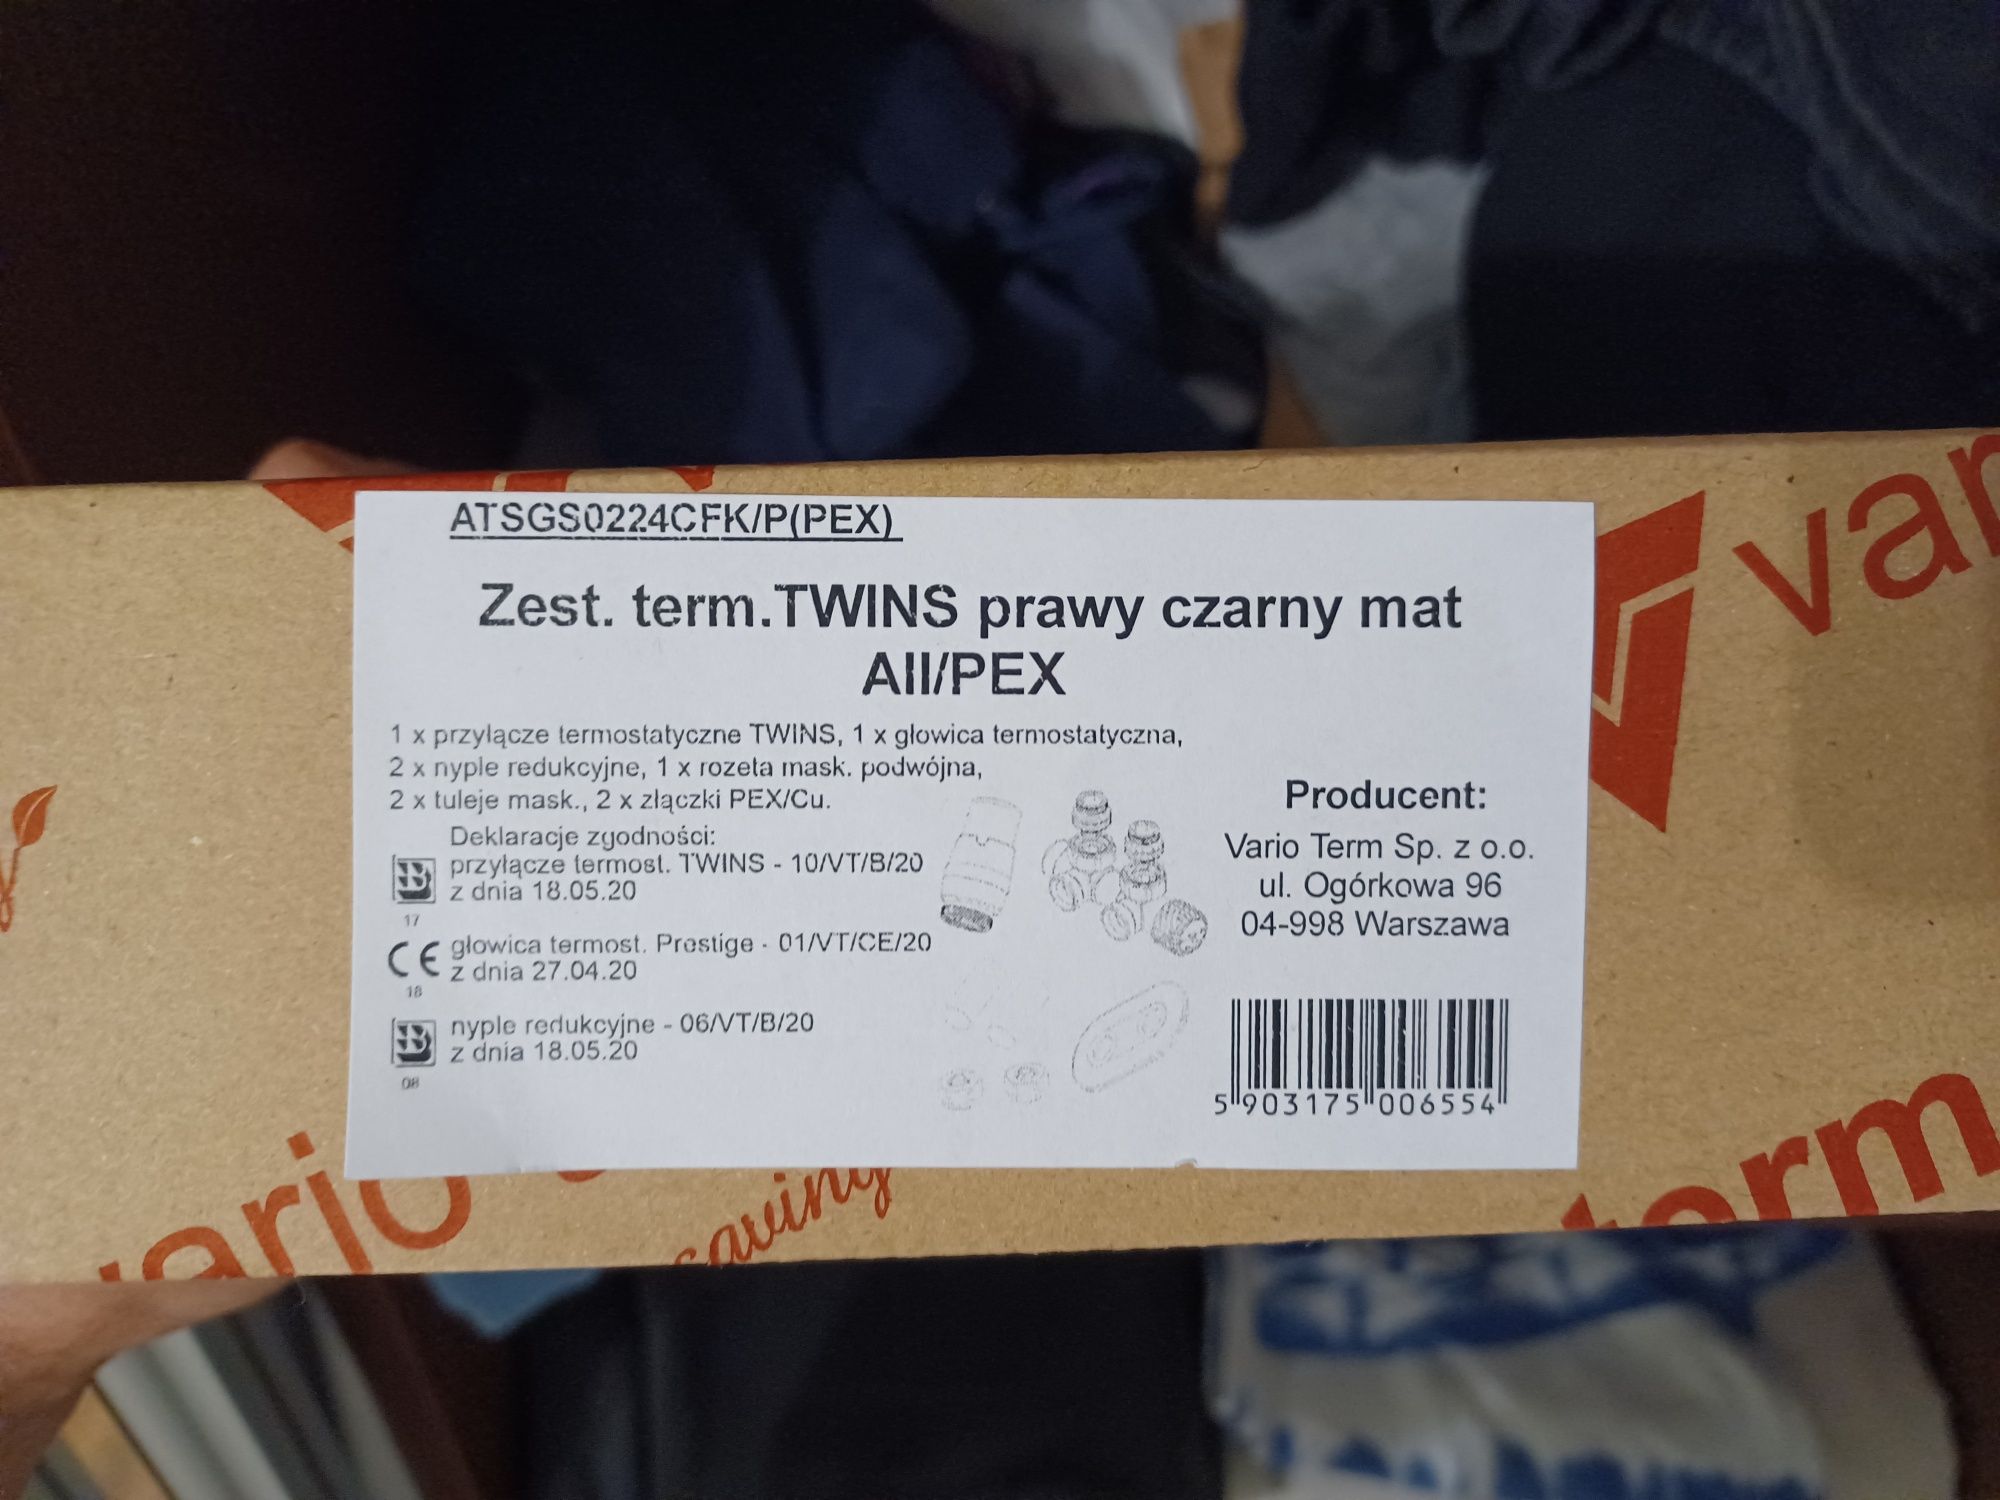 ATSGS0224CFK/P(PEX)
Zest. term.TWINS prawy czarny mat
All/PEX
1 x przyłącze termostatyczne TWINS, 1 x głowica termostatyczna,
2 x nyple redukcyjne, 1 x rozeta mask. podwójna,
2 x tuleje mask., 2 x złączki PEX/Cu.
Deklaracje zgodności:
przyłącze termost. TWINS - 10/VT/B/20
z dnia 18.05.20
17
CE głowica termost. Prestige - 01/VT/CE/20
z dnia 27.04.20
18
nyple redukcyjne - 06/VT/B/20
z dnia 18.05.20
08
Producent:
Vario Term Sp. z o.o.
ul. Ogórkowa 96
04-998 Warszawa
5 903175 006554
var
vario
saving
term